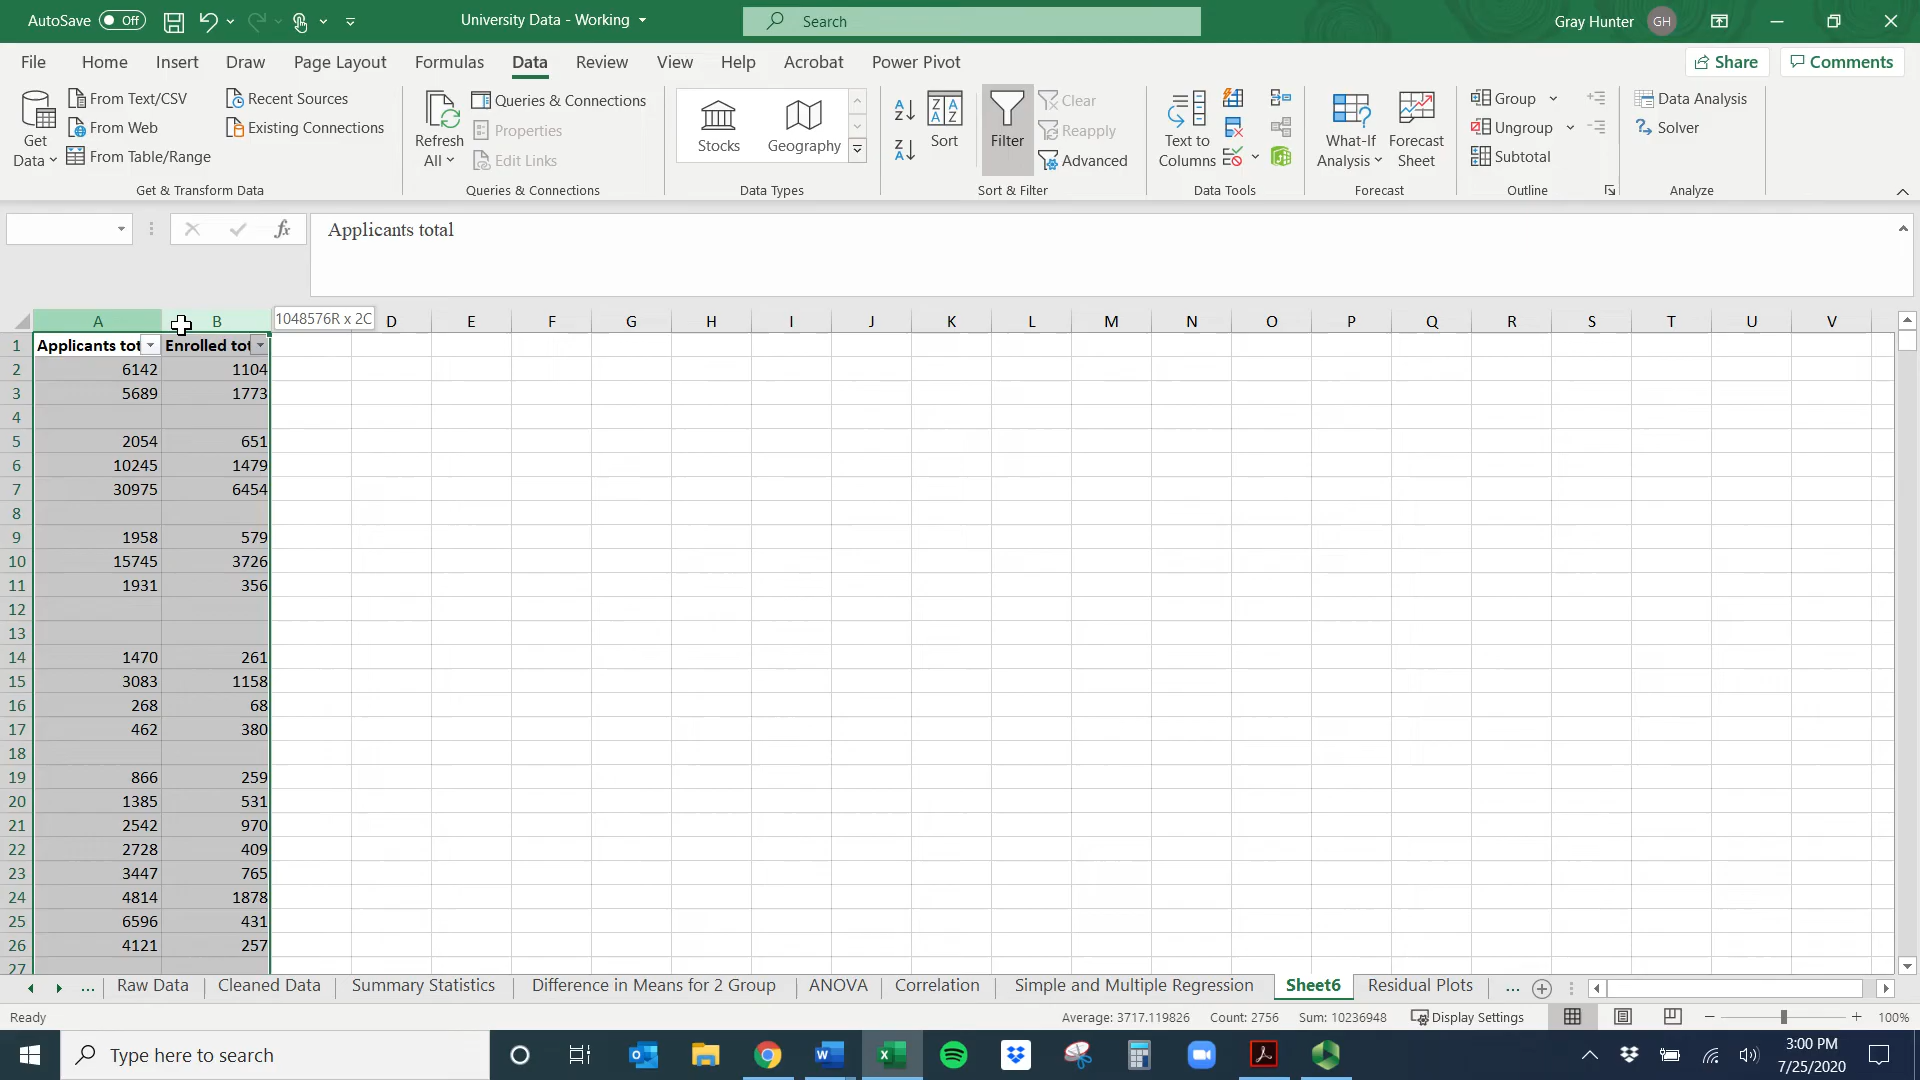 AutoSave Off University Data - Working Search Gray Hunter GH
File Home Insert Draw Page Layout Formulas Data Review View Help Acrobat Power Pivot Share Comments
Get Data
From Text/CSV
From Web
From Table/Range
Recent Sources
Existing Connections
Get & Transform Data
Refresh All
Queries & Connections
Properties
Edit Links
Queries & Connections
Stocks Geography
Data Types
Sort
Filter
Clear
Reapply
Advanced
Sort & Filter
Text to Columns
Data Tools
What-If Analysis
Forecast Sheet
Forecast
Group
Ungroup
Subtotal
Outline
Data Analysis
Solver
Analyze
fx Applicants total
A B 1048576R x 2C D E F G H I J K L M N O P Q R S T U V
1 Applicants tot Enrolled tot
2 6142 1104
3 5689 1773
4
5 2054 651
6 10245 1479
7 30975 6454
8
9 1958 579
10 15745 3726
11 1931 356
12
13
14 1470 261
15 3083 1158
16 268 68
17 462 380
18
19 866 259
20 1385 531
21 2542 970
22 2728 409
23 3447 765
24 4814 1878
25 6596 431
26 4121 257
27
... Raw Data Cleaned Data Summary Statistics Difference in Means for 2 Group ANOVA Correlation Simple and Multiple Regression Sheet6 Residual Plots ...
Ready Average: 3717.119826 Count: 2756 Sum: 10236948 Display Settings 100%
Type here to search 3:00 PM
7/25/2020